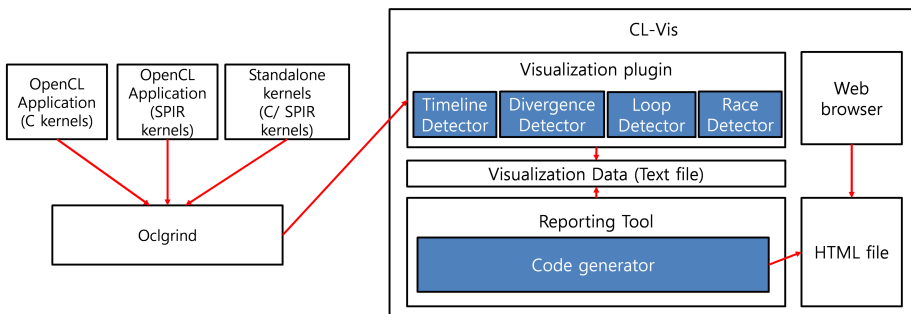 CL-Vis
OpenCL
Application
(C kernels)
OpenCL
Application
(SPIR
kernels)
Standalone
kernels
(C/ SPIR
kernels)
Oclgrind
Visualization plugin
Timeline
Detector
Divergence
Detector
Loop
Detector
Race
Detector
Visualization Data (Text file)
Reporting Tool
Code generator
Web
browser
HTML file